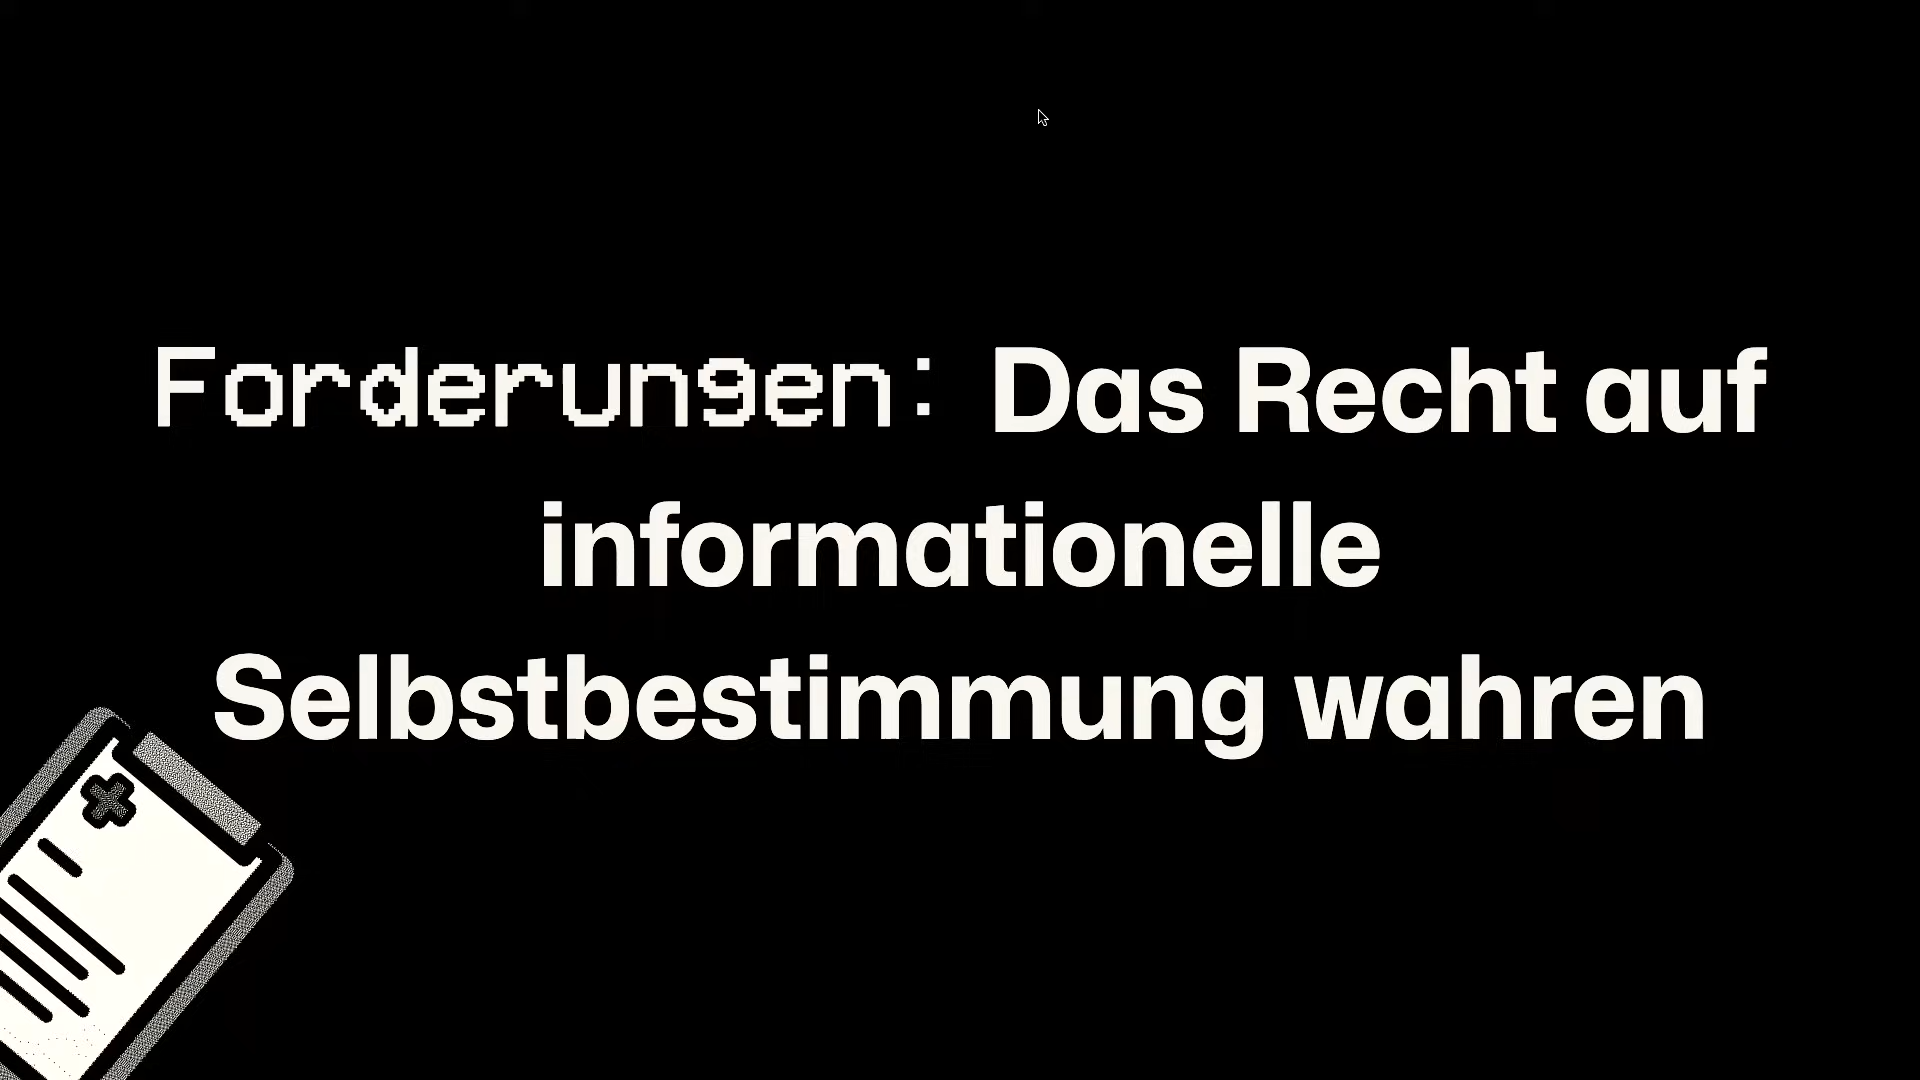 Forderungen: Das Recht auf
informationelle
Selbstbestimmung wahren